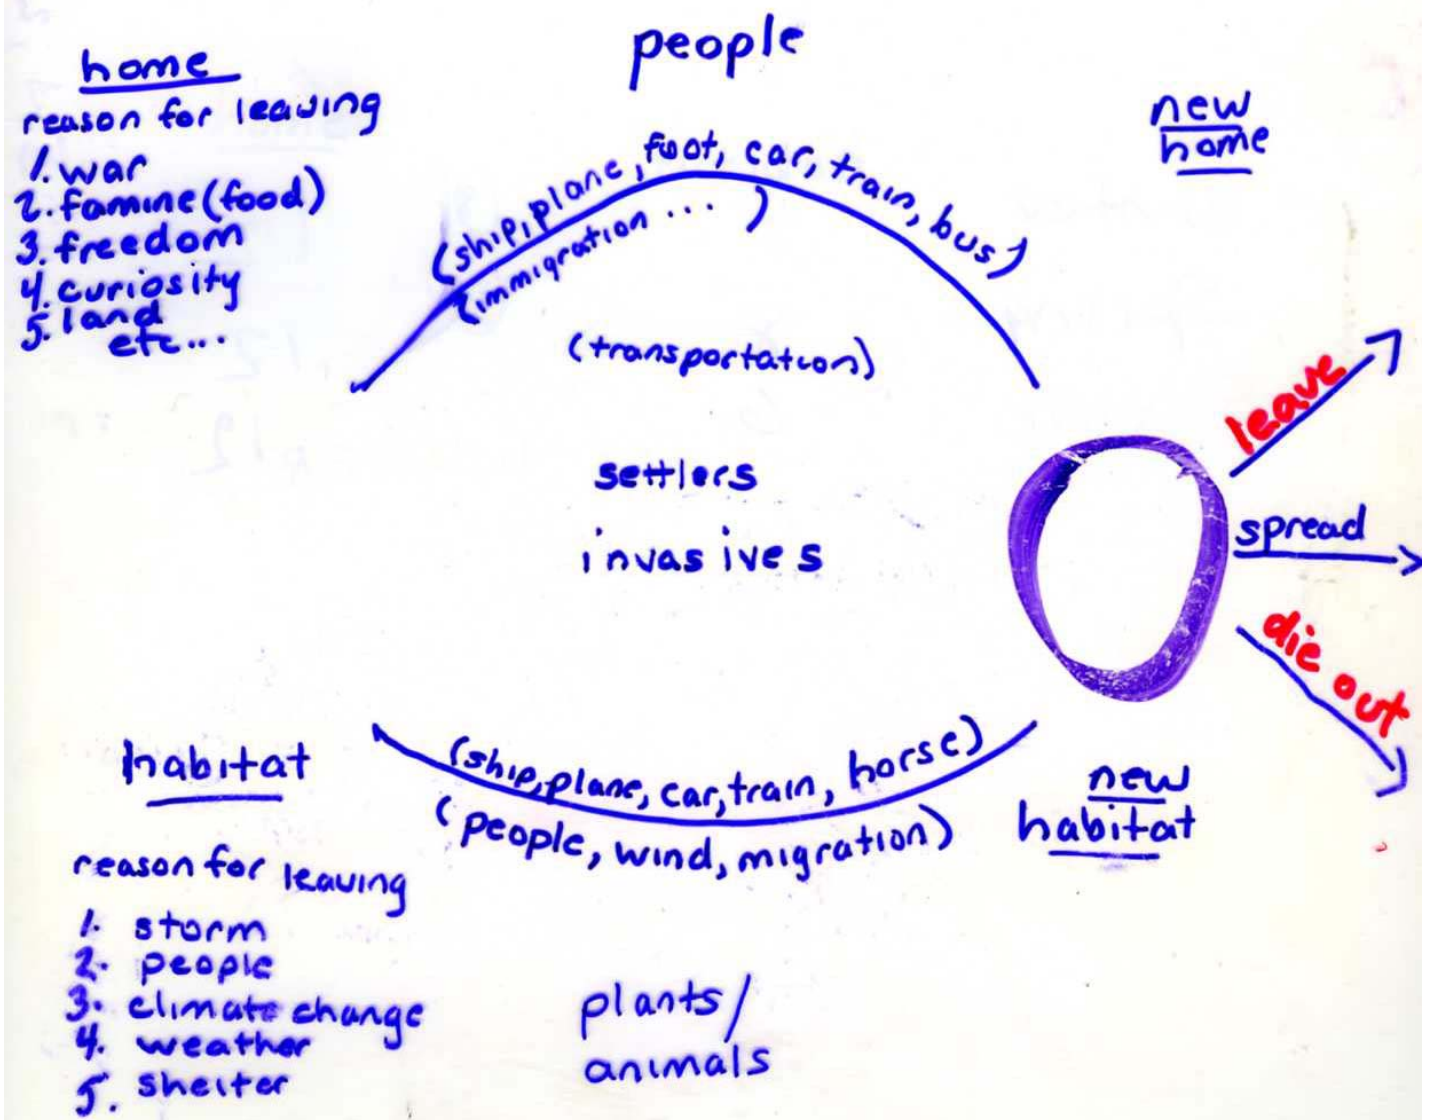 people
home
reason for leaving
1. war
2. famine (food)
3. freedom
4. curiosity
5. land
etc...
new
home
(ship, plane, foot, car, train, bus)
(immigration ... )
(transportation)
settlers
invasives
leave
spread
die out
habitat
reason for leaving
1. storm
2. people
3. climate change
4. weather
5. shelter
(ship, plane, car, train, horse)
(people, wind, migration)
new
habitat
plants/
animals